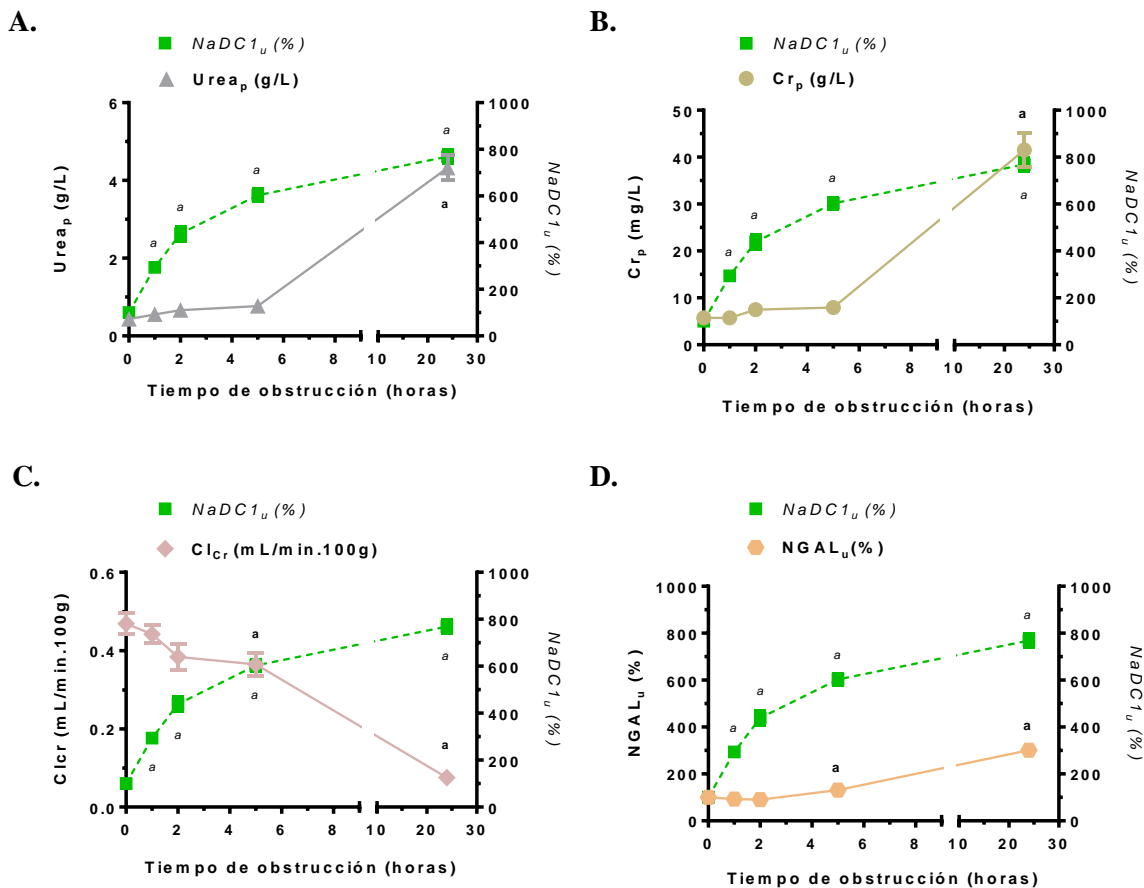 A.
NaDC1u (%)
Ureap (g/L)
Ureap (g/L)
6
4
2
0
1000
800
600
400
200
0
NaDC1u (%)
a
a
a
a
a
0 2 4 6 8 10 20 30
Tiempo de obstrucción (horas)
B.
NaDC1u (%)
Crp (g/L)
Crp (mg/L)
50
40
30
20
10
0
1000
800
600
400
200
0
NaDC1u (%)
a
a
a
a
a
0 2 4 6 8 10 20 30
Tiempo de obstrucción (horas)
C.
NaDC1u (%)
ClCr (mL/min.100g)
Clcr (mL/min.100g)
0.6
0.4
0.2
0.0
1000
800
600
400
200
0
NaDC1u (%)
a
a
a
a
a
a
0 2 4 6 8 10 20 30
Tiempo de obstrucción (horas)
D.
NaDC1u (%)
NGALu(%)
NGALu (%)
1000
800
600
400
200
0
1000
800
600
400
200
0
NaDC1u (%)
a
a
a
a
a
a
0 2 4 6 8 10 20 30
Tiempo de obstrucción (horas)